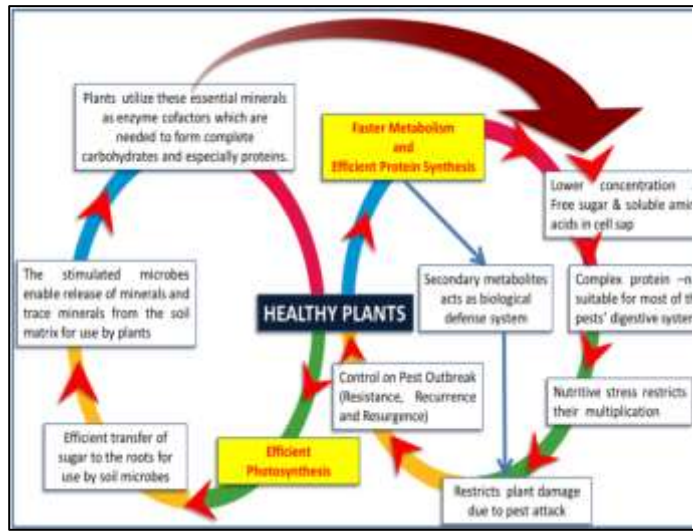 Plants utilize these essential minerals
as enzyme cofactors which are
needed to form complete
carbohydrates and especially proteins.
Faster Metabolism
and
Efficient Protein Synthesis
Lower concentration
Free sugar & soluble amin
acids in cell sap
The stimulated microbes
enable release of minerals and
trace minerals from the soil
matrix for use by plants
Secondary metabolites
acts as biological
defense system
Complex protein –n
suitable for most of th
pests' digestive system
HEALTHY PLANTS
Control on Pest Outbreak
(Resistance, Recurrence
and Resurgence)
Nutritive stress restricts
their multiplication
Efficient transfer of
sugar to the roots for
use by soil microbes
Efficient
Photosynthesis
Restricts plant damage
due to pest attack